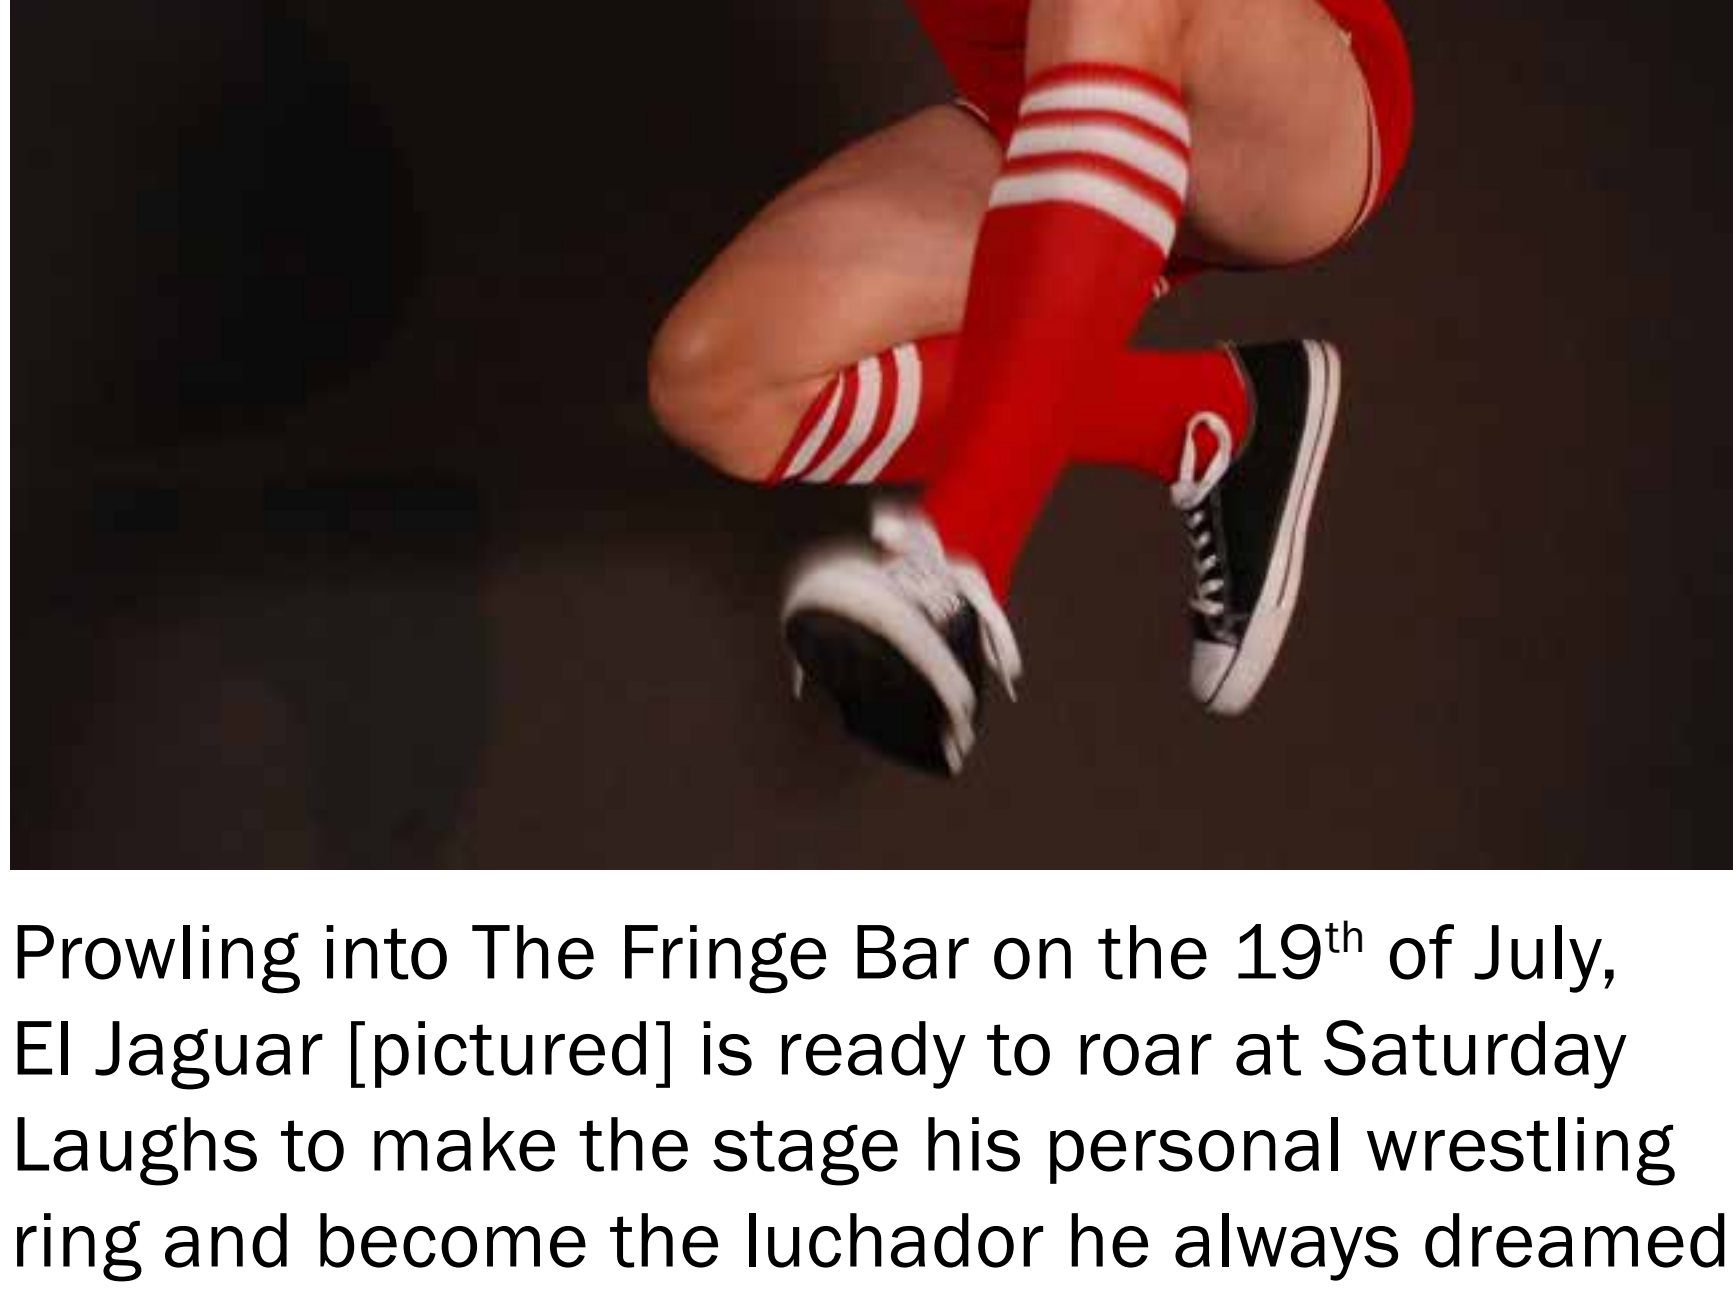 Prowling into The Fringe Bar on the 19th of July,
El Jaguar [pictured] is ready to roar at Saturday
Laughs to make the stage his personal wrestling
ring and become the luchador he always dreamed